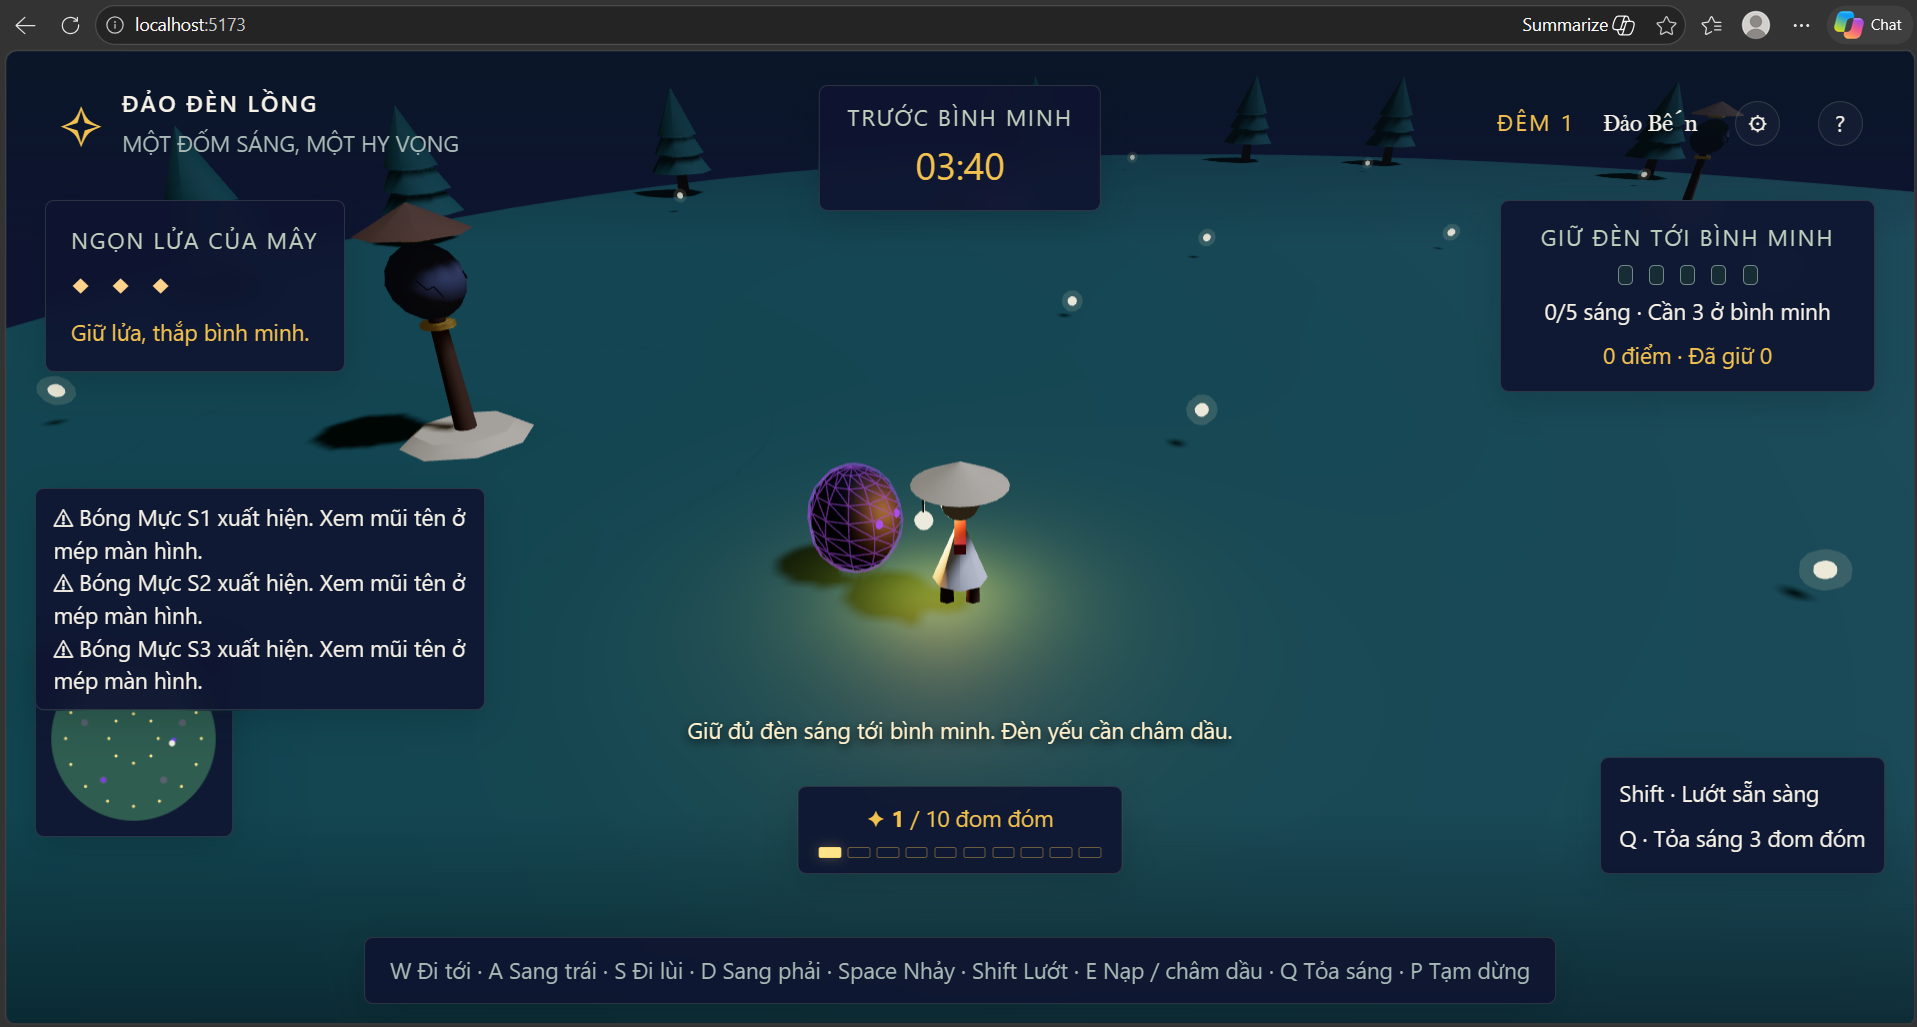 localhost:5173
Summarize
Chat
ĐẢO ĐÈN LỒNG
MỘT ĐỐM SÁNG, MỘT HY VỌNG
TRƯỚC BÌNH MINH
03:40
ĐÊM 1
Đảo Bến
?
NGỌN LỬA CỦA MÂY
Giữ lửa, thắp bình minh.
GIỮ ĐÈN TỚI BÌNH MINH
0/5 sáng · Cần 3 ở bình minh
0 điểm · Đã giữ 0
⚠ Bóng Mực S1 xuất hiện. Xem mũi tên ở
mép màn hình.
⚠ Bóng Mực S2 xuất hiện. Xem mũi tên ở
mép màn hình.
⚠ Bóng Mực S3 xuất hiện. Xem mũi tên ở
mép màn hình.
Giữ đủ đèn sáng tới bình minh. Đèn yếu cần châm dầu.
✦ 1 / 10 đom đóm
Shift · Lướt sẵn sàng
Q · Tỏa sáng 3 đom đóm
W Đi tới · A Sang trái · S Đi lùi · D Sang phải · Space Nhảy · Shift Lướt · E Nạp / châm dầu · Q Tỏa sáng · P Tạm dừng